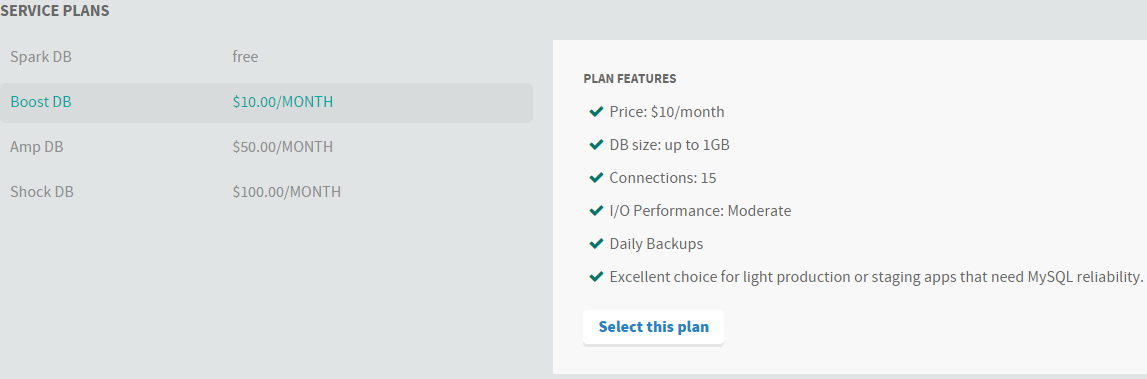 SERVICE PLANS
Spark DB free
Boost DB $10.00/MONTH
Amp DB $50.00/MONTH
Shock DB $100.00/MONTH
PLAN FEATURES
Price: $10/month
DB size: up to 1GB
Connections: 15
I/O Performance: Moderate
Daily Backups
Excellent choice for light production or staging apps that need MySQL reliability.
Select this plan